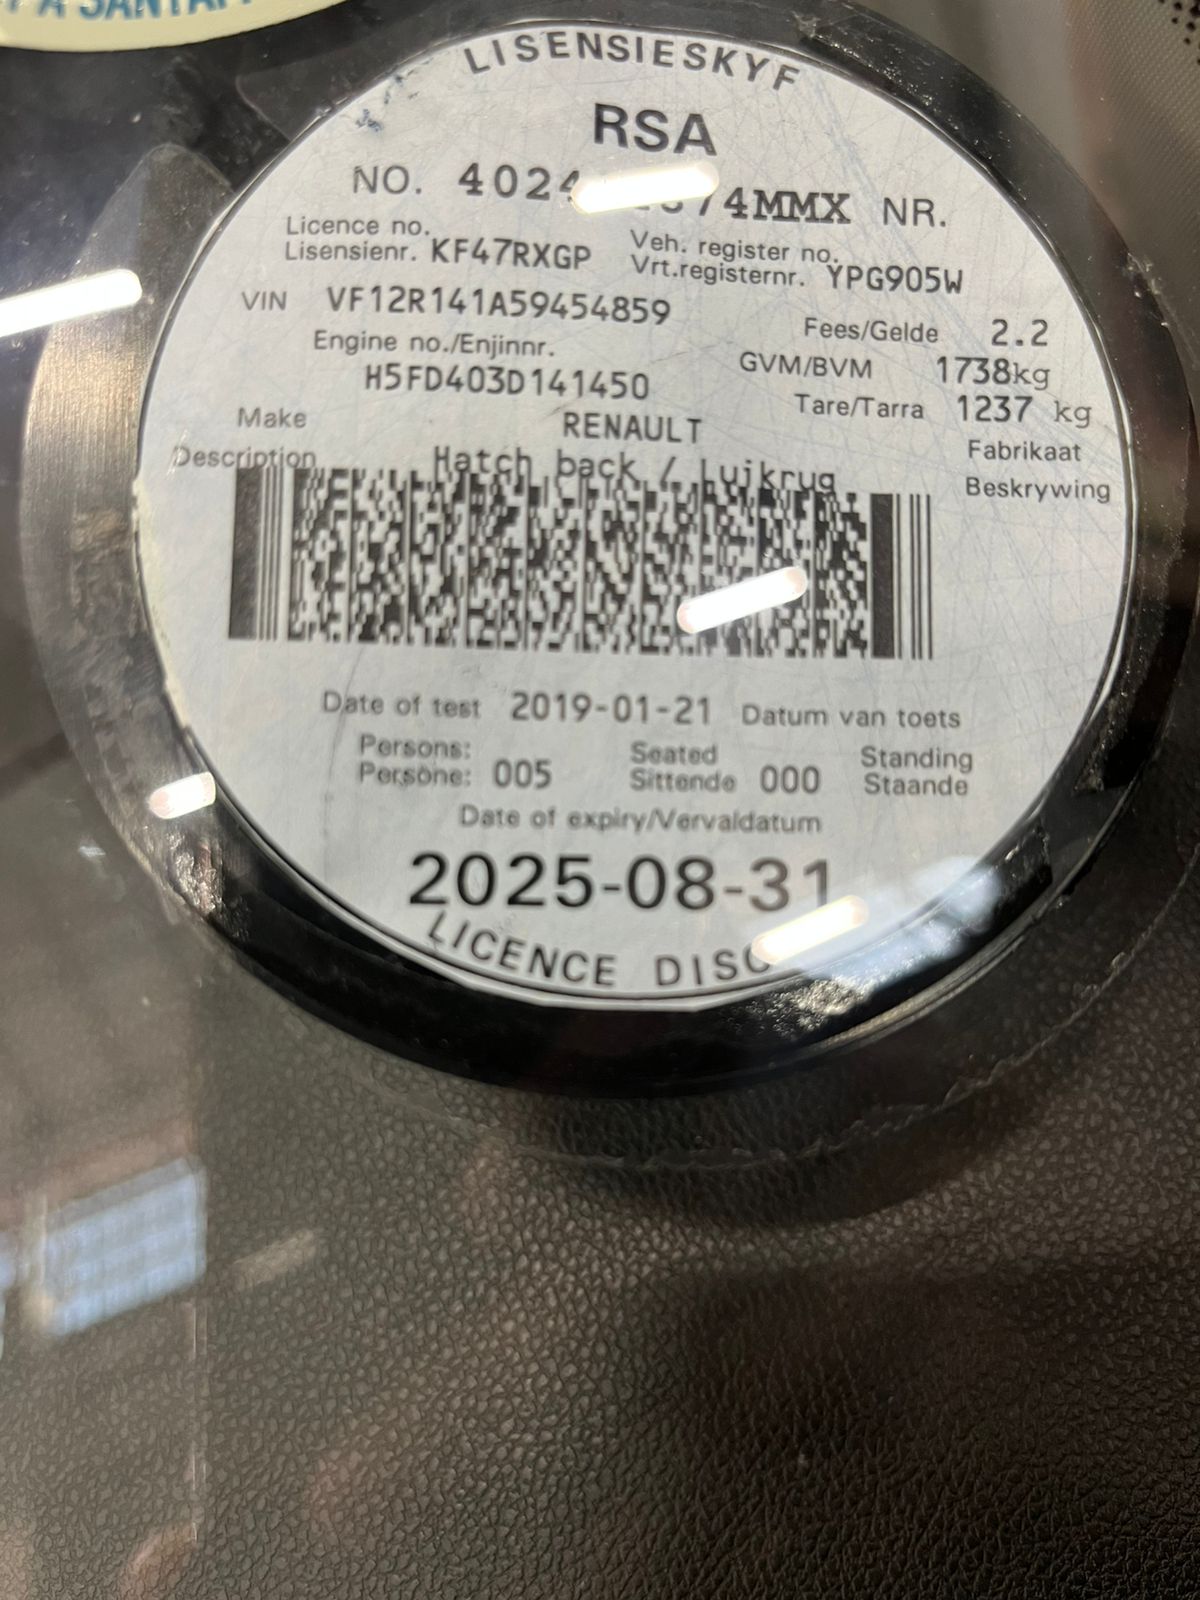 LISENSIESKYF
RSA
NO. NR.
Licence no.
Lisensienr. KF47RXGP
Veh. register no.
Vrt.registernr. YPG905W
VIN VF12R141A59454859
Fees/Gelde 2.2
Engine no./Enjinnr.
GVM/BVM 1738kg
H5FD403D141450
Tare/Tarra 1237 kg
Make RENAULT Fabrikaat
Description Hatch back / Luikrug Beskrywing
Date of test 2019-01-21 Datum van toets
Persons: Seated Standing
Persone: 005 Sittende 000 Staande
Date of expiry/Vervaldatum
2025-08-31
LICENCE DISC